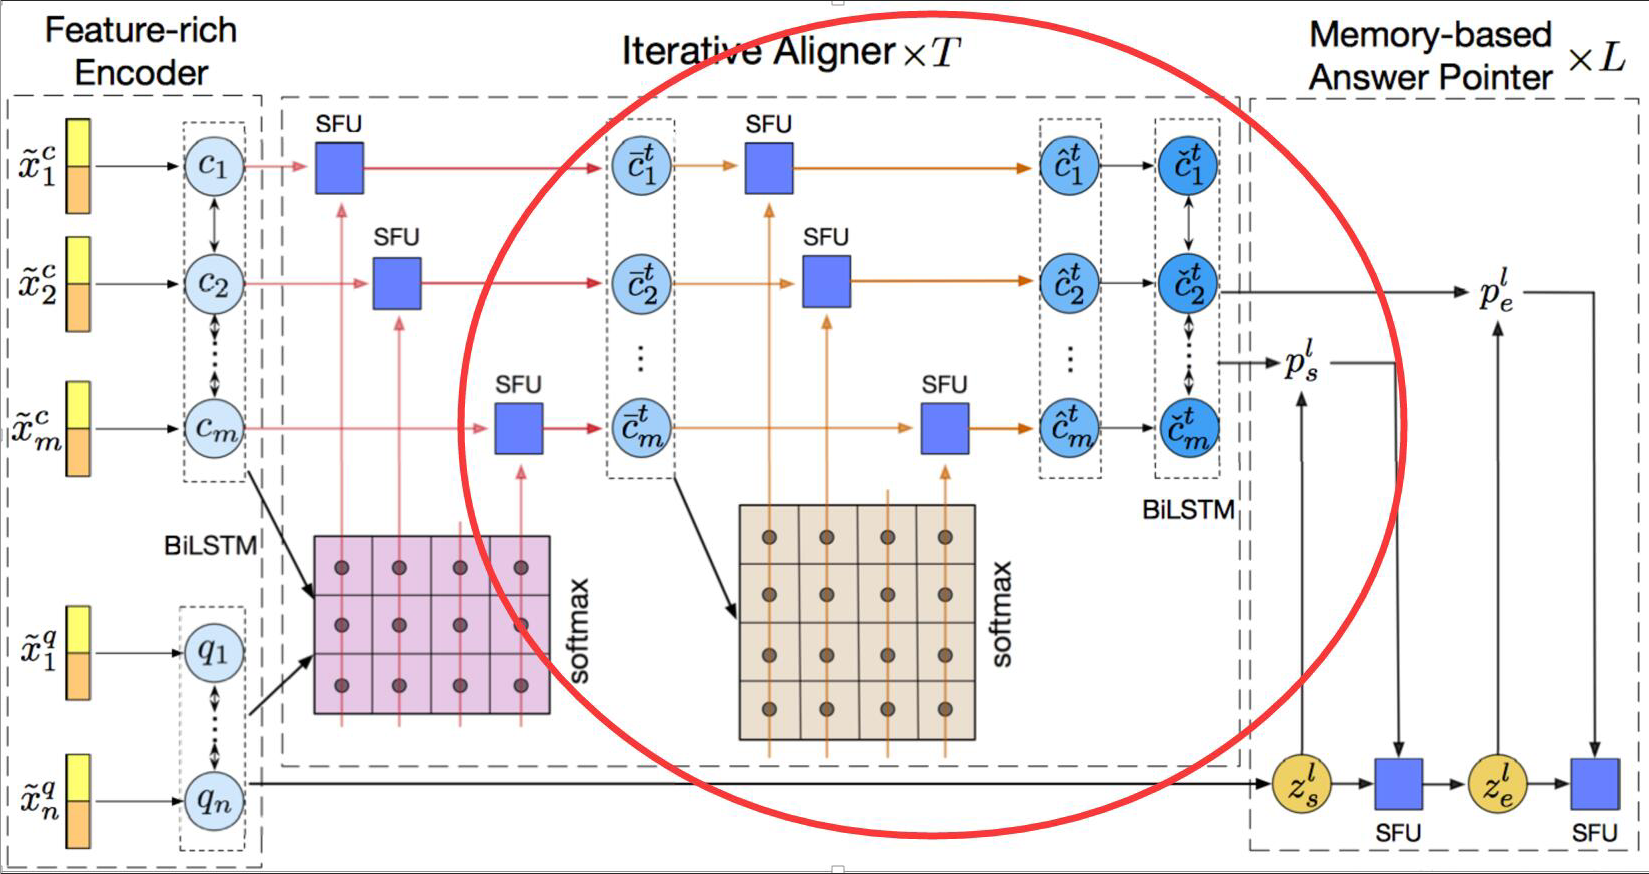 Feature-rich
Encoder
Iterative Aligner ×T
Memory-based
Answer Pointer ×L
SFU
SFU
x̃₁ᶜ
c₁
c̄₁ᵗ
ĉ₁ᵗ
č₁ᵗ
SFU
SFU
x̃₂ᶜ
c₂
c̄₂ᵗ
ĉ₂ᵗ
č₂ᵗ
pₑˡ
pₛˡ
SFU
SFU
x̃ₘᶜ
cₘ
c̄ₘᵗ
ĉₘᵗ
čₘᵗ
BiLSTM
BiLSTM
softmax
softmax
x̃₁^q
q₁
x̃ₙ^q
qₙ
zₛˡ
zₑˡ
SFU
SFU